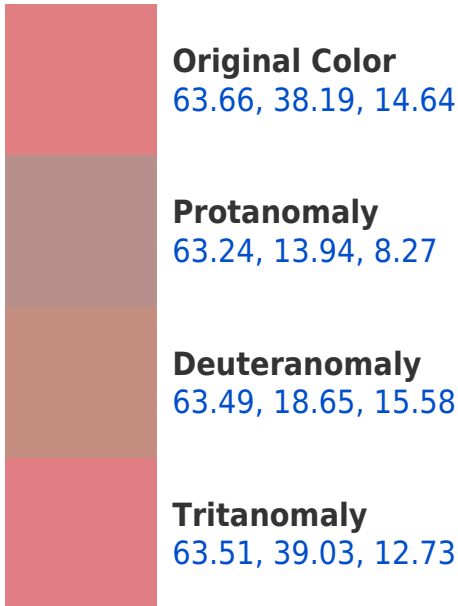 Original Color
63.66, 38.19, 14.64
Protanomaly
63.24, 13.94, 8.27
Deuteranomaly
63.49, 18.65, 15.58
Tritanomaly
63.51, 39.03, 12.73